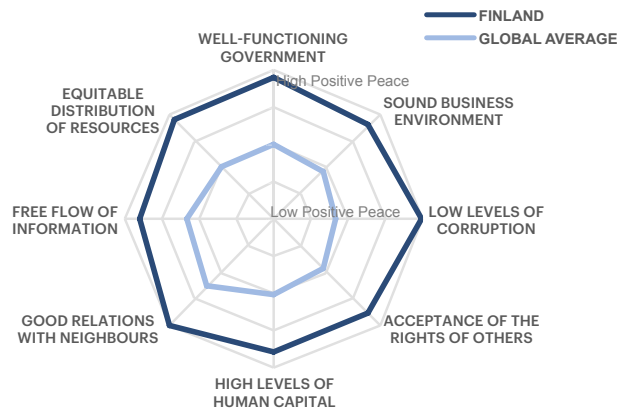 FINLAND
GLOBAL AVERAGE
WELL-FUNCTIONING
GOVERNMENT
High Positive Peace
SOUND BUSINESS
ENVIRONMENT
EQUITABLE
DISTRIBUTION
OF RESOURCES
Low Positive Peace
LOW LEVELS OF
CORRUPTION
FREE FLOW OF
INFORMATION
ACCEPTANCE OF THE
RIGHTS OF OTHERS
GOOD RELATIONS
WITH NEIGHBOURS
HIGH LEVELS OF
HUMAN CAPITAL